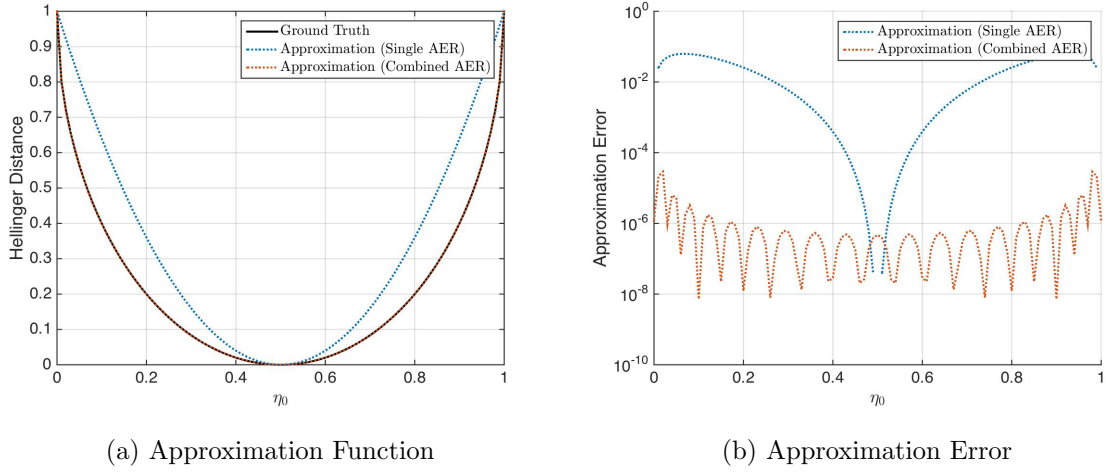 1
0.9
0.8
0.7
0.6
0.5
0.4
0.3
0.2
0.1
0
Hellinger Distance
Ground Truth
Approximation (Single AER)
Approximation (Combined AER)
0 0.2 0.4 0.6 0.8 1
η₀
(a) Approximation Function
10⁰
10⁻²
10⁻⁴
10⁻⁶
10⁻⁸
10⁻¹⁰
Approximation Error
Approximation (Single AER)
Approximation (Combined AER)
0 0.2 0.4 0.6 0.8 1
η₀
(b) Approximation Error